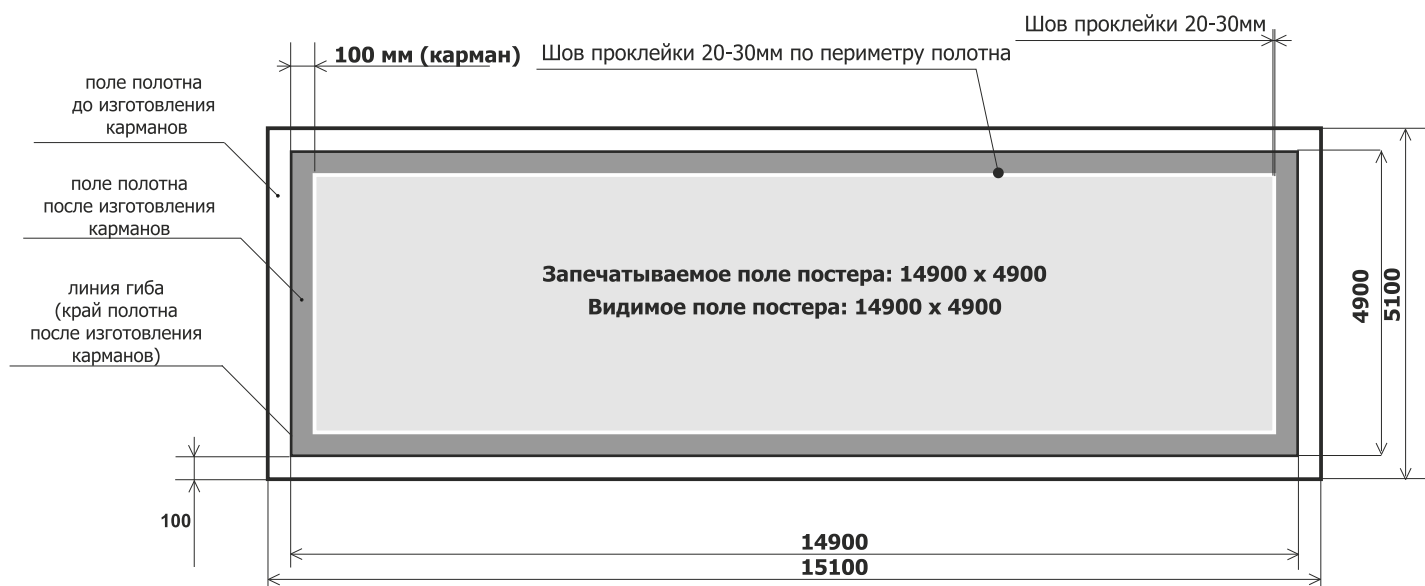 Шов проклейки 20-30мм
100 мм (карман)
Шов проклейки 20-30мм по периметру полотна
поле полотна
до изготовления
карманов
поле полотна
после изготовления
карманов
линия гиба
(край полотна
после изготовления
карманов)
Запечатываемое поле постера: 14900 x 4900
Видимое поле постера: 14900 x 4900
4900
5100
100
14900
15100